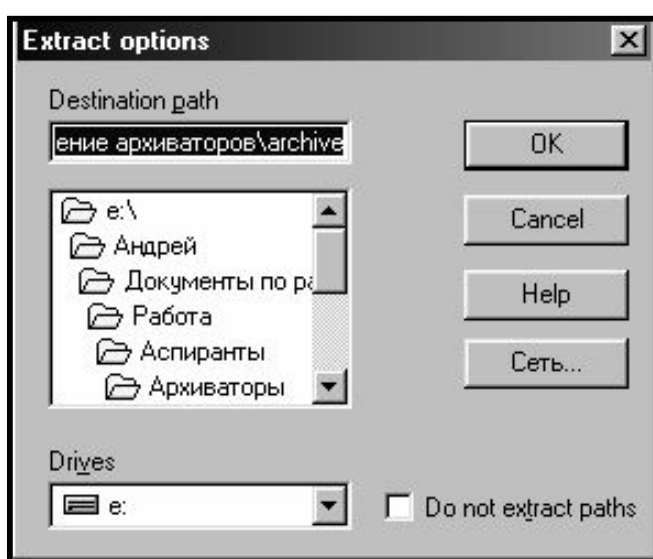 Extract options
Destination path
ение архиваторов\archive
OK
e:\
Андрей
Документы по ра
Работа
Аспиранты
Архиваторы
Cancel
Help
Сеть...
Drives
e:
Do not extract paths